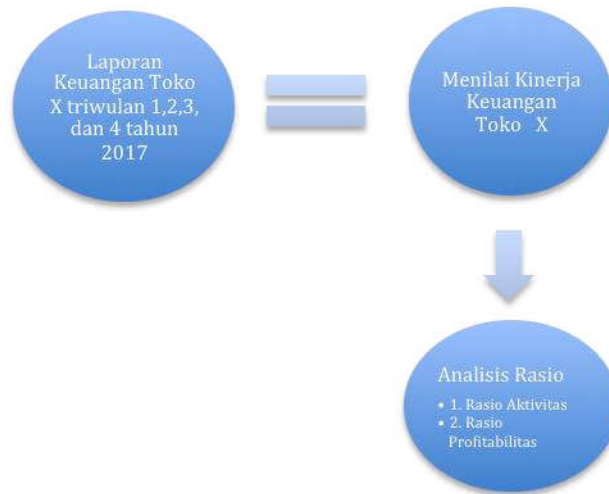 Laporan
Keuangan Toko
X triwulan 1,2,3,
dan 4 tahun
2017
Menilai Kinerja
Keuangan
Toko X
Analisis Rasio
• 1. Rasio Aktivitas
• 2. Rasio
Profitabilitas